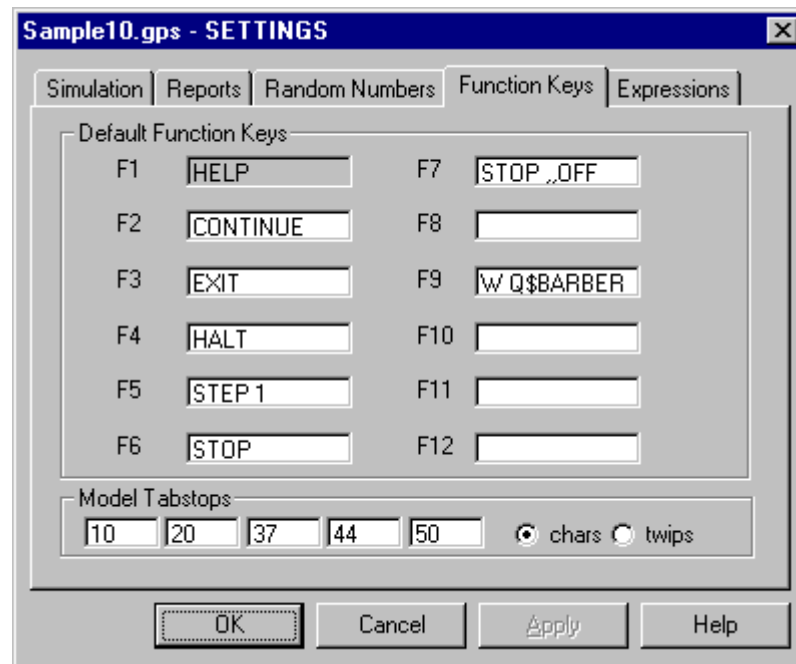 Sample10.gps - SETTINGS
Simulation Reports Random Numbers Function Keys Expressions
Default Function Keys
F1 HELP F7 STOP ,,OFF
F2 CONTINUE F8
F3 EXIT F9 W Q$BARBER
F4 HALT F10
F5 STEP 1 F11
F6 STOP F12
Model Tabstops
10 20 37 44 50 chars twips
OK Cancel Apply Help